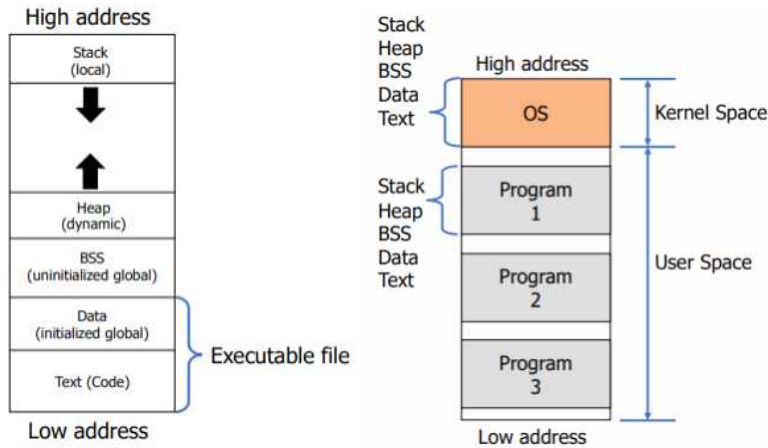 High address
Stack
(local)
Heap
(dynamic)
BSS
(uninitialized global)
Data
(initialized global)
Text (Code)
Low address
Executable file
Stack
Heap
BSS
Data
Text
High address
OS
Kernel Space
Stack
Heap
BSS
Data
Text
Program
1
Program
2
Program
3
User Space
Low address